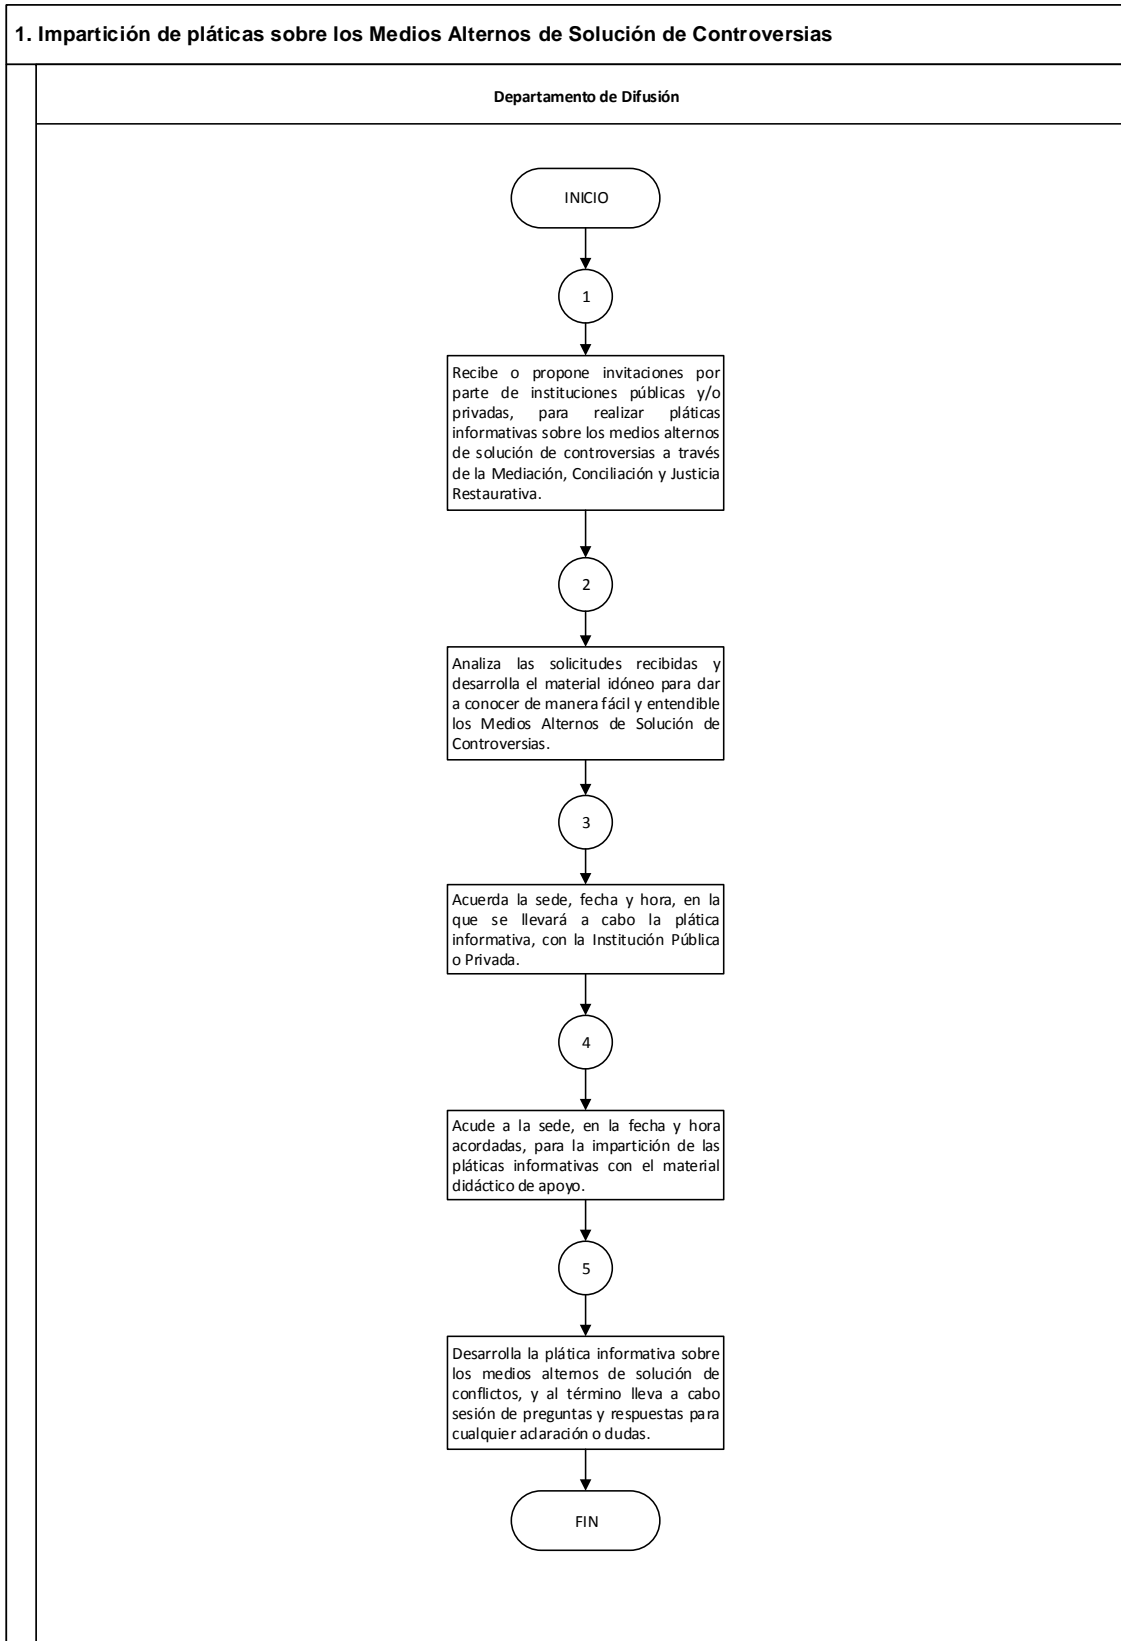 1. Impartición de pláticas sobre los Medios Alternos de Solución de Controversias
Departamento de Difusión
INICIO
1
Recibe o propone invitaciones por
parte de instituciones públicas y/o
privadas, para realizar pláticas
informativas sobre los medios alternos
de solución de controversias a través
de la Mediación, Conciliación y Justicia
Restaurativa.
2
Analiza las solicitudes recibidas y
desarrolla el material idóneo para dar
a conocer de manera fácil y entendible
los Medios Alternos de Solución de
Controversias.
3
Acuerda la sede, fecha y hora, en la
que se llevará a cabo la plática
informativa, con la Institución Pública
o Privada.
4
Acude a la sede, en la fecha y hora
acordadas, para la impartición de las
pláticas informativas con el material
didáctico de apoyo.
5
Desarrolla la plática informativa sobre
los medios alternos de solución de
conflictos, y al término lleva a cabo
sesión de preguntas y respuestas para
cualquier aclaración o dudas.
FIN